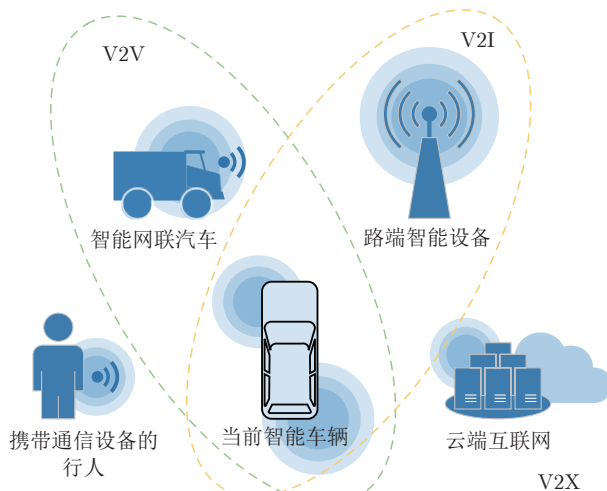 V2V
V2I
智能网联汽车
路端智能设备
携带通信设备的
行人
当前智能车辆
云端互联网
V2X